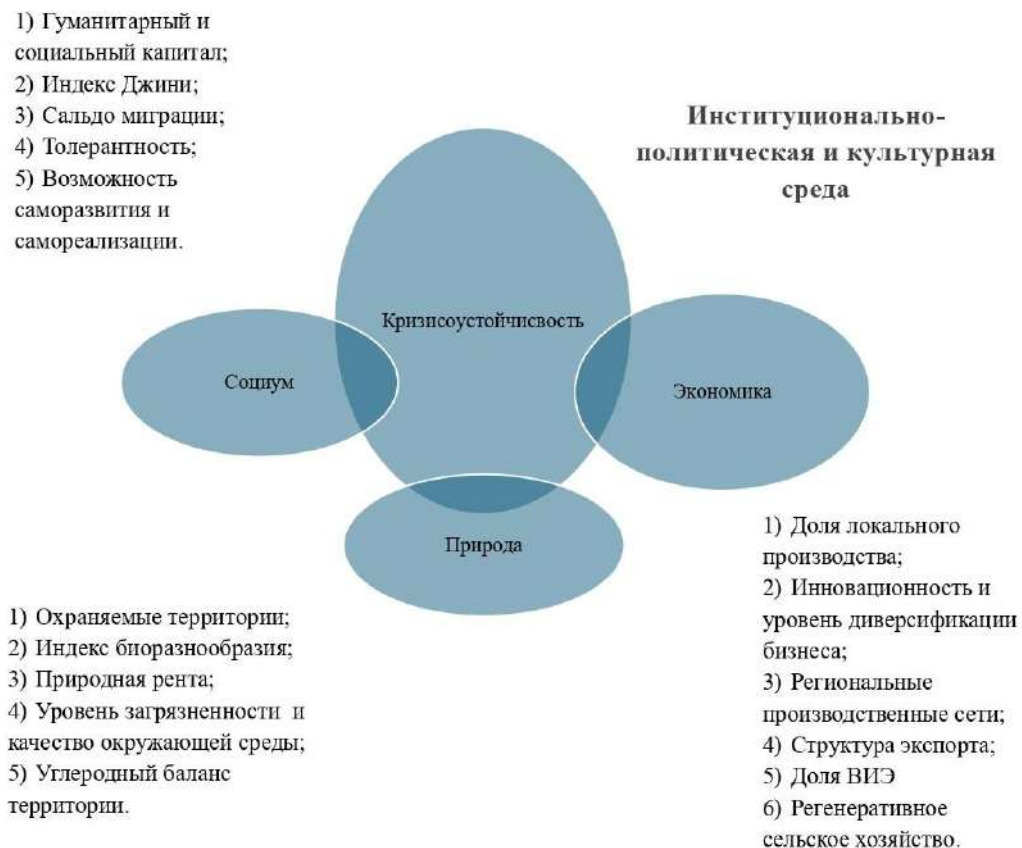 1) Гуманитарный и
социальный капитал;
2) Индекс Джини;
3) Сальдо миграции;
4) Толерантность;
5) Возможность
саморазвития и
самореализации.
Институционально-
политическая и культурная
среда
Кризисоустойчисвость
Социум
Экономика
Природа
1) Охраняемые территории;
2) Индекс биоразнообразия;
3) Природная рента;
4) Уровень загрязненности и
качество окружающей среды;
5) Углеродный баланс
территории.
1) Доля локального
производства;
2) Инновационность и
уровень диверсификации
бизнеса;
3) Региональные
производственные сети;
4) Структура экспорта;
5) Доля ВИЭ
6) Регенеративное
сельское хозяйство.